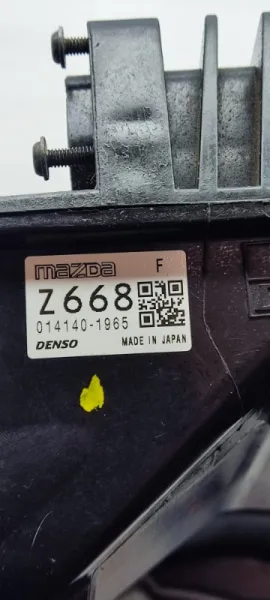 mazda F
Z668
014140-1965
DENSO MADE IN JAPAN